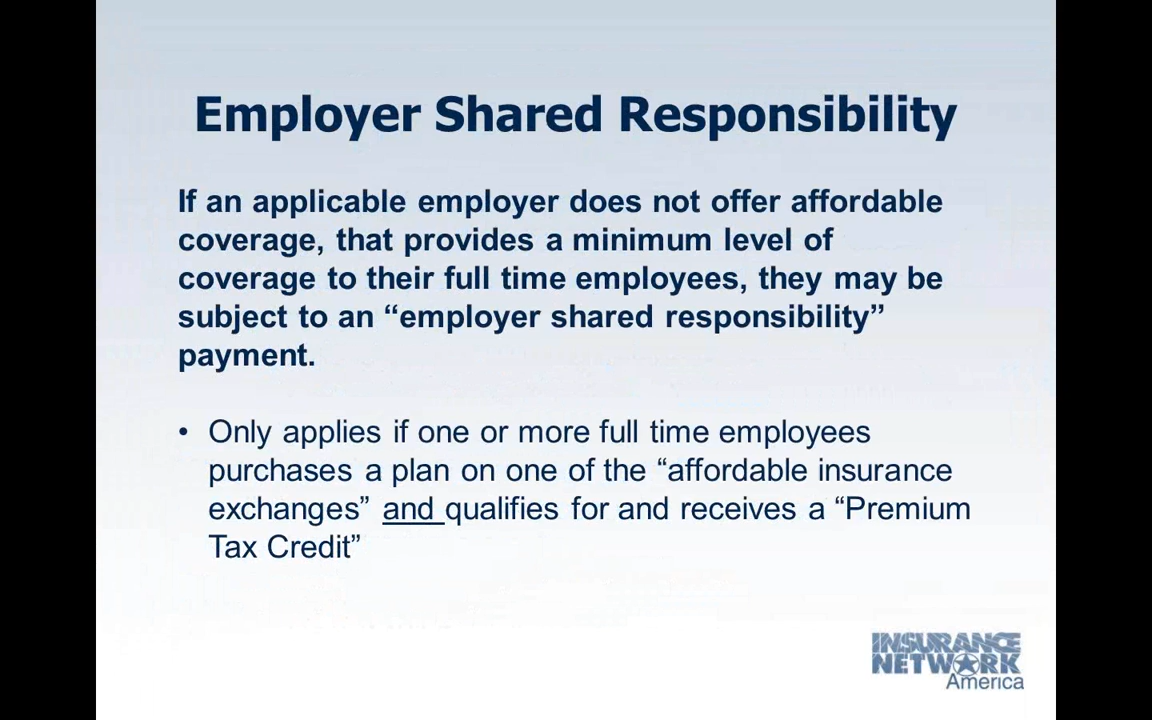 Employer Shared Responsibility
If an applicable employer does not offer affordable
coverage, that provides a minimum level of
coverage to their full time employees, they may be
subject to an “employer shared responsibility”
payment.
• Only applies if one or more full time employees
purchases a plan on one of the “affordable insurance
exchanges” and qualifies for and receives a “Premium
Tax Credit”
INSURANCE
NETWORK
America